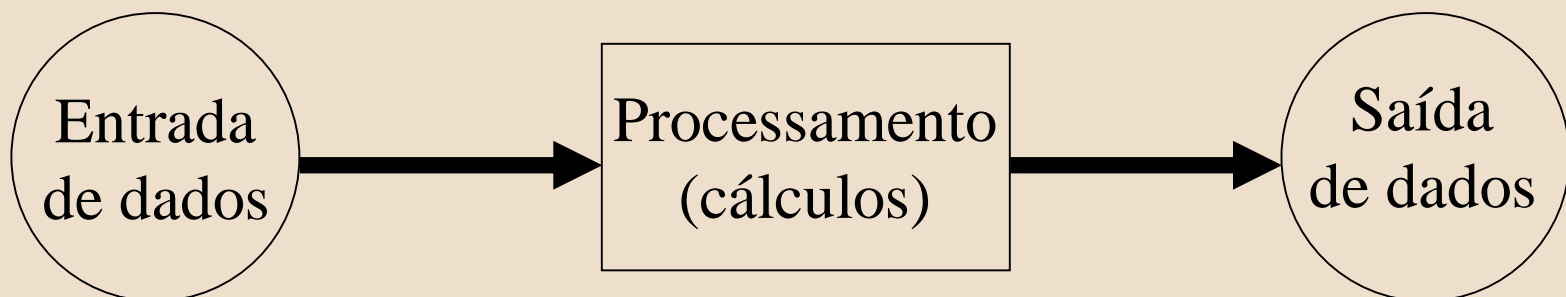 Entrada
de dados
Processamento
(cálculos)
Saída
de dados